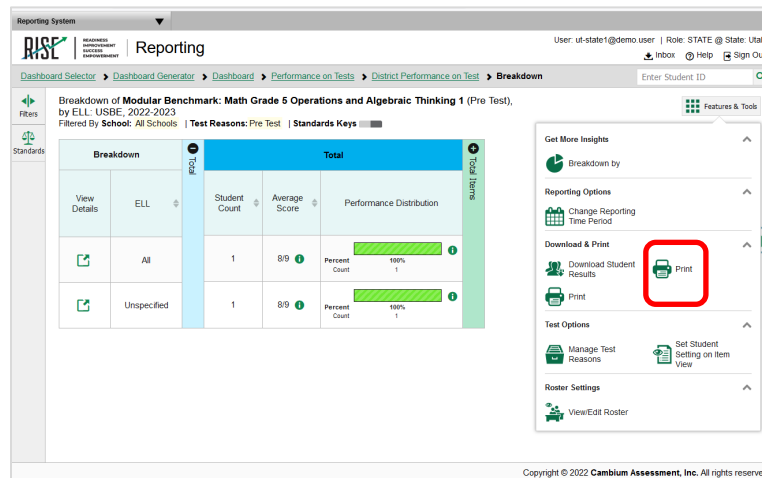 Reporting System
RISE
READINESS
IMPROVEMENT
SUCCESS
EMPOWERMENT
Reporting
User: ut-state1@demo.user | Role: STATE @ State: Utal
Inbox Help Sign Ou
Dashboard Selector > Dashboard Generator > Dashboard > Performance on Tests > District Performance on Test > Breakdown
Enter Student ID
Filters
Standards
Breakdown of Modular Benchmark: Math Grade 5 Operations and Algebraic Thinking 1 (Pre Test),
by ELL: USBE, 2022-2023
Filtered By School: All Schools | Test Reasons: Pre Test | Standards Keys
Features & Tools
Breakdown
Total
Total
Total Items
View
Details
ELL
Student
Count
Average
Score
Performance Distribution
All
1
8/9
Percent 100%
Count 1
Unspecified
1
8/9
Percent 100%
Count 1
Get More Insights
Breakdown by
Reporting Options
Change Reporting
Time Period
Download & Print
Download Student
Results
Print
Print
Test Options
Manage Test
Reasons
Set Student
Setting on Item
View
Roster Settings
View/Edit Roster
Copyright © 2022 Cambium Assessment, Inc. All rights reserve